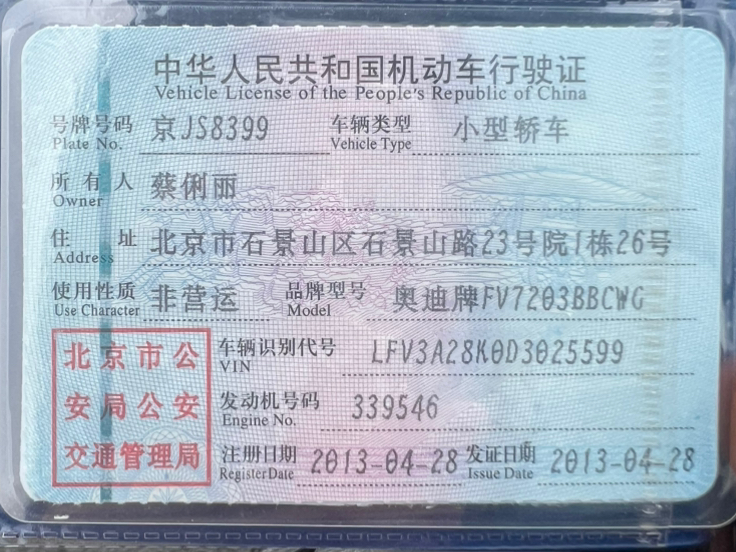 中华人民共和国机动车行驶证
Vehicle License of the People's Republic of China
号牌号码 京JS8399 车辆类型 小型轿车
Plate No. Vehicle Type
所有人 蔡俐丽
Owner
住址 北京市石景山区石景山路23号院1栋26号
Address
使用性质 非营运 品牌型号 奥迪牌FV7203BBCWG
Use Character Model
北京市公 车辆识别代号 LFV3A28K0D3025599
VIN
安局公安 发动机号码 339546
Engine No.
交通管理局 注册日期 2013-04-28 发证日期 2013-04-28
Register Date Issue Date